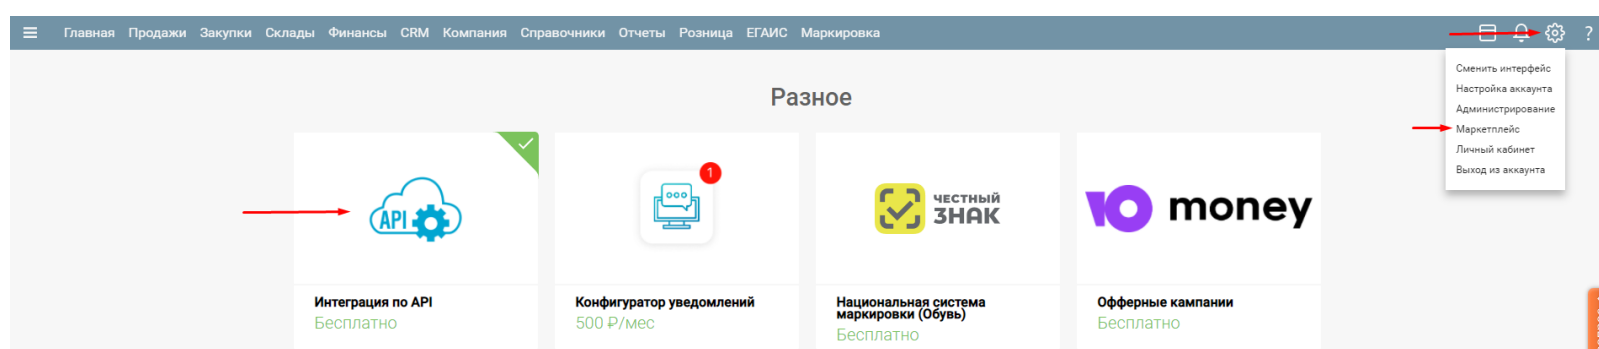 Главная Продажи Закупки Склады Финансы CRM Компания Справочники Отчеты Розница ЕГАИС Маркировка ?
Сменить интерфейс
Настройка аккаунта
Администрирование
Маркетплейс
Личный кабинет
Выход из аккаунта
Разное
API
1
ЧЕСТНЫЙ
ЗНАК
Ю money
Интеграция по API
Бесплатно
Конфигуратор уведомлений
500 ₽/мес
Национальная система
маркировки (Обувь)
Бесплатно
Офферные кампании
Бесплатно